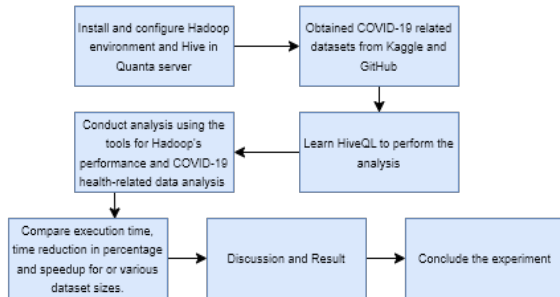 Install and configure Hadoop
environment and Hive in
Quanta server
Obtained COVID-19 related
datasets from Kaggle and
GitHub
Learn HiveQL to perform the
analysis
Conduct analysis using the
tools for Hadoop's
performance and COVID-19
health-related data analysis
Compare execution time,
time reduction in percentage
and speedup for or various
dataset sizes.
Discussion and Result
Conclude the experiment